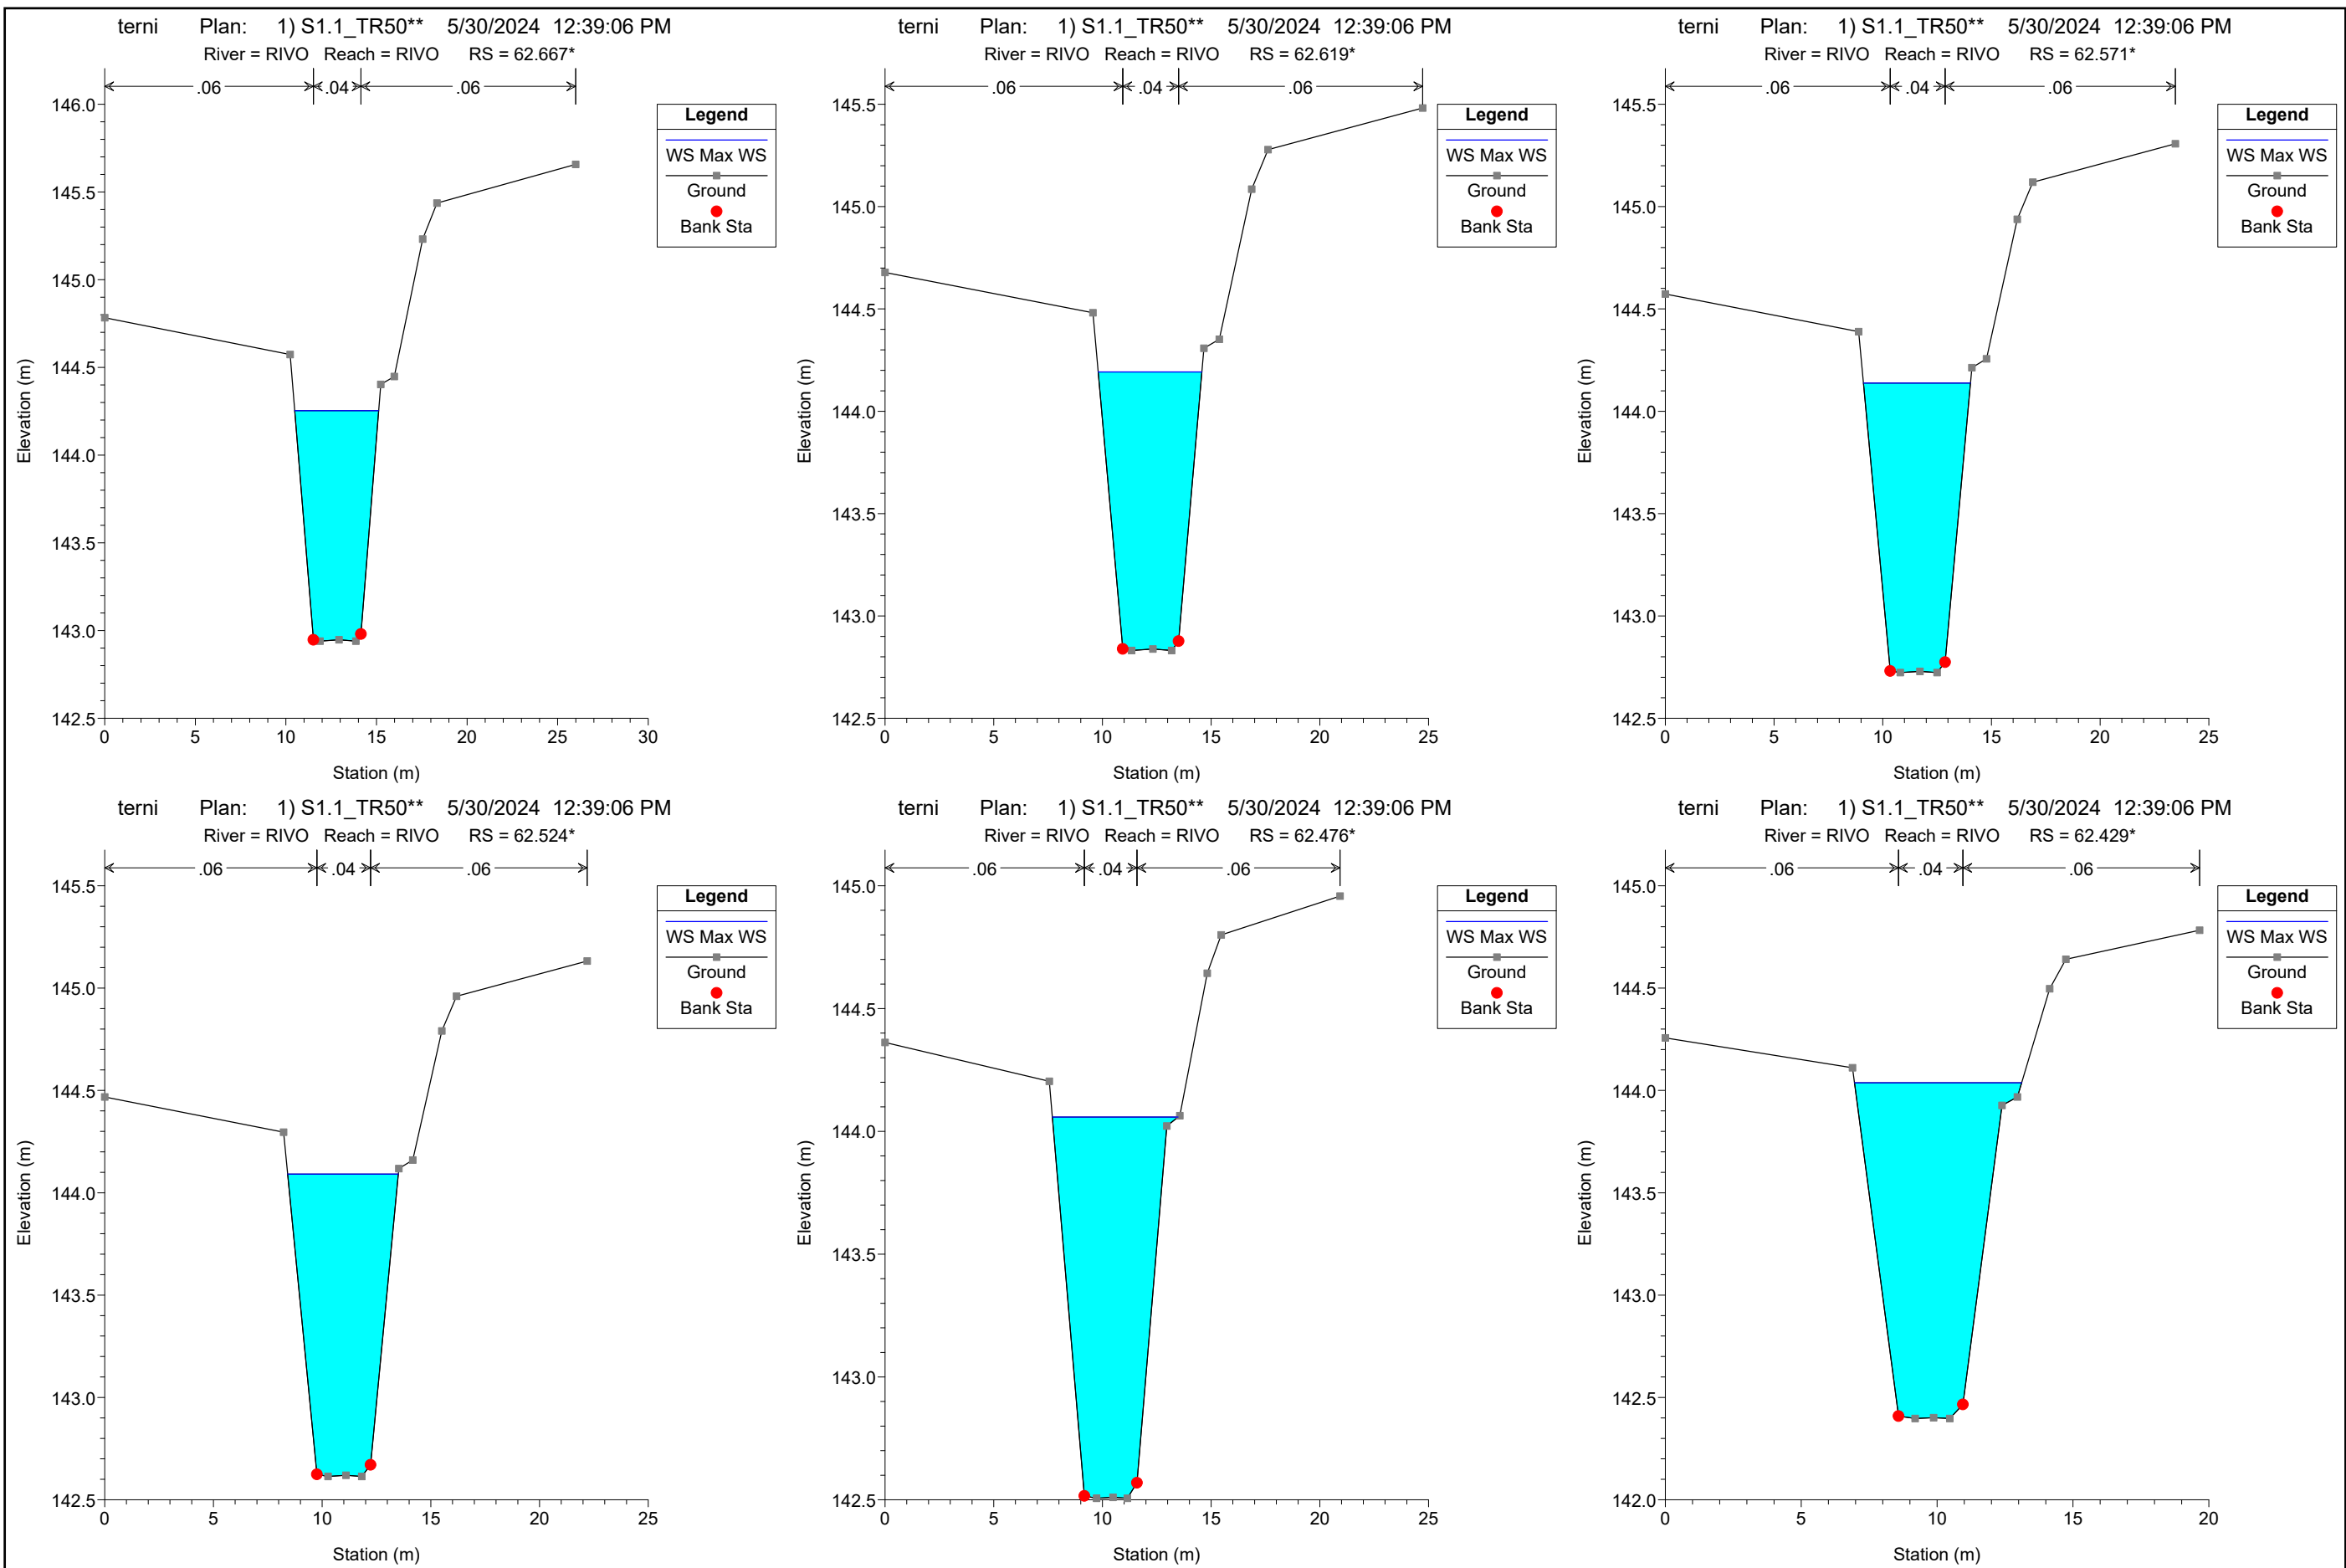 terni Plan: 1) S1.1_TR50** 5/30/2024 12:39:06 PM
River = RIVO Reach = RIVO RS = 62.667*
.06 .04 .06
Legend
WS Max WS
Ground
Bank Sta
146.0
145.5
145.0
144.5
144.0
143.5
143.0
142.5
Elevation (m)
0 5 10 15 20 25 30
Station (m)
terni Plan: 1) S1.1_TR50** 5/30/2024 12:39:06 PM
River = RIVO Reach = RIVO RS = 62.619*
.06 .04 .06
Legend
WS Max WS
Ground
Bank Sta
145.5
145.0
144.5
144.0
143.5
143.0
142.5
Elevation (m)
0 5 10 15 20 25
Station (m)
terni Plan: 1) S1.1_TR50** 5/30/2024 12:39:06 PM
River = RIVO Reach = RIVO RS = 62.571*
.06 .04 .06
Legend
WS Max WS
Ground
Bank Sta
145.5
145.0
144.5
144.0
143.5
143.0
142.5
Elevation (m)
0 5 10 15 20 25
Station (m)
terni Plan: 1) S1.1_TR50** 5/30/2024 12:39:06 PM
River = RIVO Reach = RIVO RS = 62.524*
.06 .04 .06
Legend
WS Max WS
Ground
Bank Sta
145.5
145.0
144.5
144.0
143.5
143.0
142.5
Elevation (m)
0 5 10 15 20 25
Station (m)
terni Plan: 1) S1.1_TR50** 5/30/2024 12:39:06 PM
River = RIVO Reach = RIVO RS = 62.476*
.06 .04 .06
Legend
WS Max WS
Ground
Bank Sta
145.0
144.5
144.0
143.5
143.0
142.5
Elevation (m)
0 5 10 15 20 25
Station (m)
terni Plan: 1) S1.1_TR50** 5/30/2024 12:39:06 PM
River = RIVO Reach = RIVO RS = 62.429*
.06 .04 .06
Legend
WS Max WS
Ground
Bank Sta
145.0
144.5
144.0
143.5
143.0
142.5
142.0
Elevation (m)
0 5 10 15 20
Station (m)